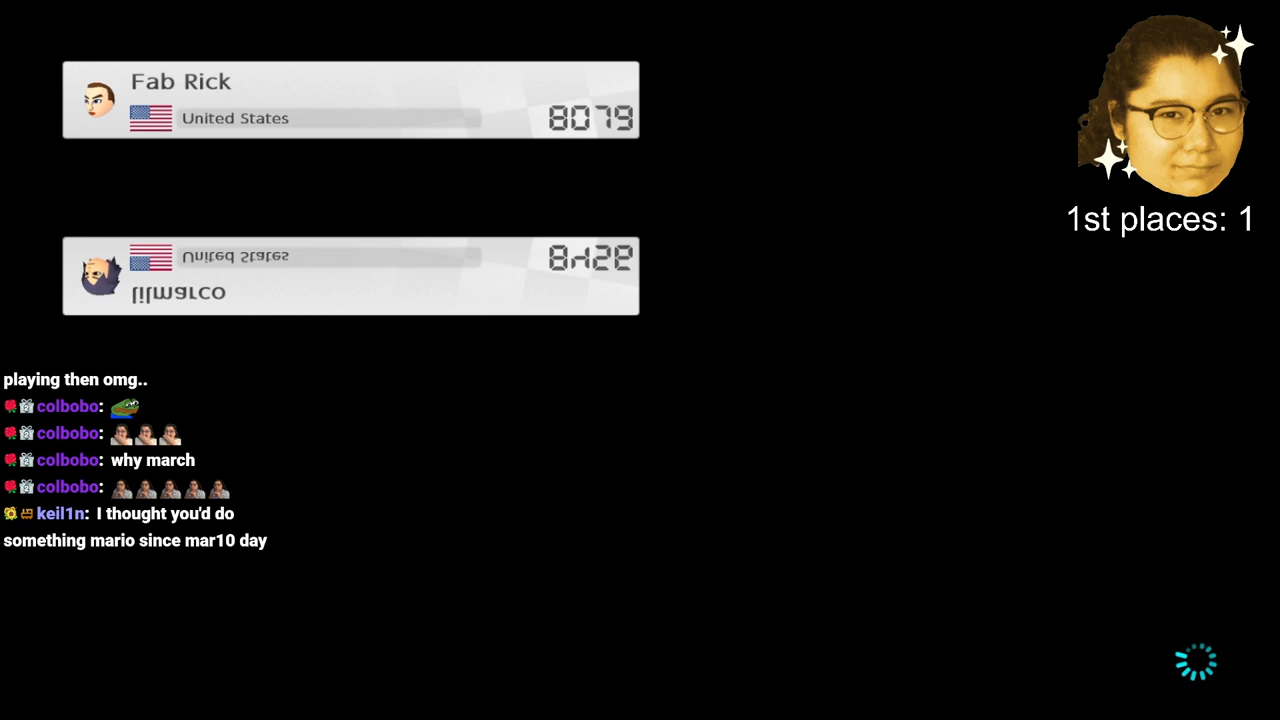 Fab Rick
United States 8079
lilmarco
United States
1st places: 1
playing then omg..
colbobo:
colbobo:
colbobo: why march
colbobo:
keil1n: I thought you'd do
something mario since mar10 day